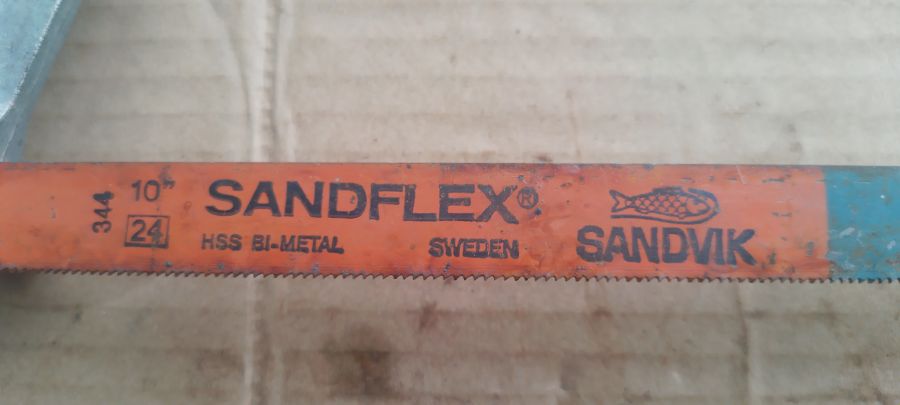 344
10"
24
SANDFLEX®
HSS BI-METAL
SWEDEN
SANDVIK